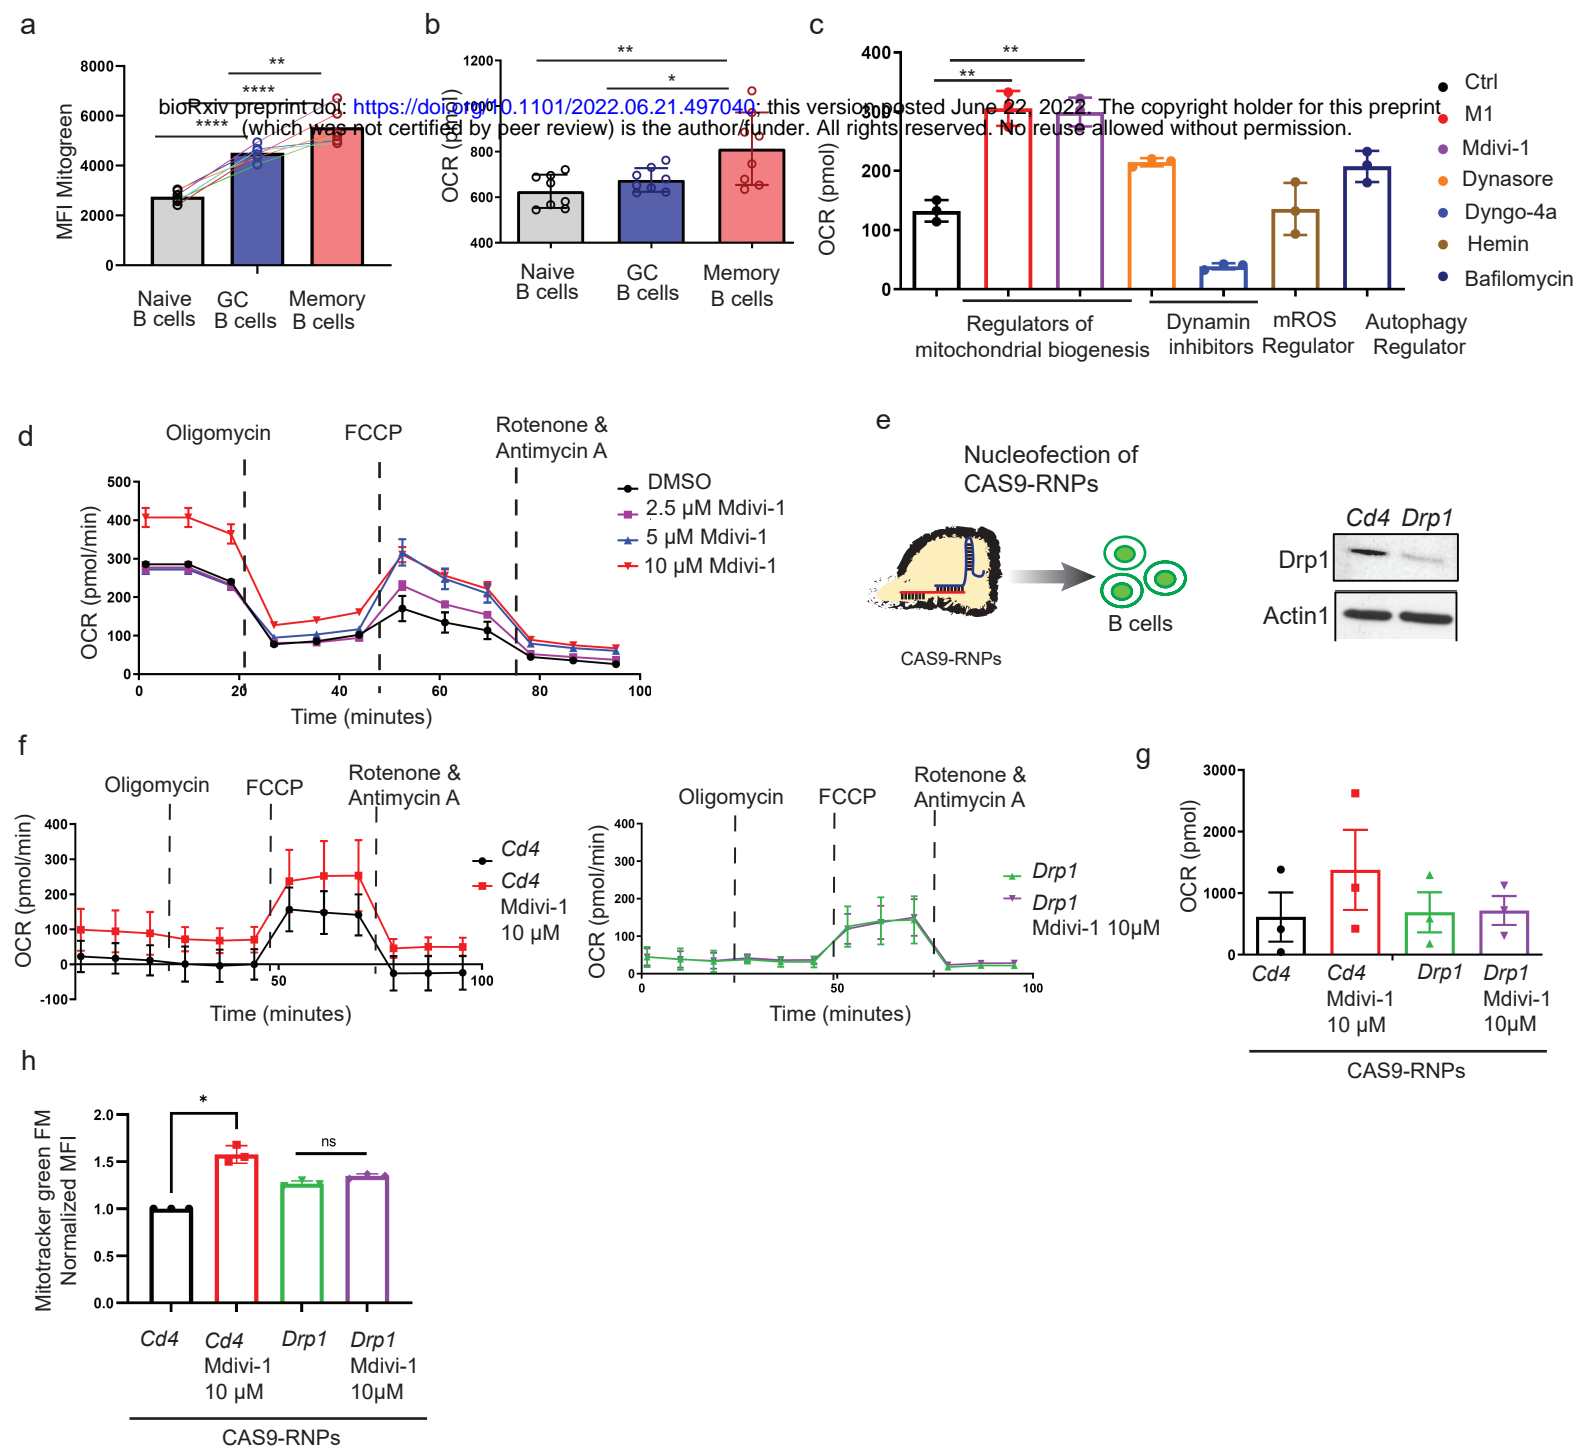 a
8000
6000
4000
2000
0
MFI Mitogreen
**
****
****
Naive
B cells
GC
B cells
Memory
B cells
b
1200
1000
800
600
400
OCR (pmol)
**
*
Naive
B cells
GC
B cells
Memory
B cells
c
400
300
200
100
0
OCR (pmol)
**
**
Ctrl
M1
Mdivi-1
Dynasore
Dyngo-4a
Hemin
Bafilomycin
Regulators of
mitochondrial biogenesis
Dynamin
inhibitors
mROS
Regulator
Autophagy
Regulator
bioRxiv preprint doi: https://doi.org/10.1101/2022.06.21.497040; this version posted June 22, 2022. The copyright holder for this preprint
(which was not certified by peer review) is the author/funder. All rights reserved. No reuse allowed without permission.
d
Oligomycin
FCCP
Rotenone &
Antimycin A
500
400
300
200
100
0
OCR (pmol/min)
0 20 40 60 80 100
Time (minutes)
DMSO
2.5 µM Mdivi-1
5 µM Mdivi-1
10 µM Mdivi-1
e
Nucleofection of
CAS9-RNPs
CAS9-RNPs
B cells
Cd4 Drp1
Drp1
Actin1
f
Oligomycin
FCCP
Rotenone &
Antimycin A
400
300
200
100
0
-100
OCR (pmol/min)
50 100
Time (minutes)
Cd4
Cd4
Mdivi-1
10 µM
Oligomycin
FCCP
Rotenone &
Antimycin A
400
300
200
100
0
OCR (pmol/min)
0 50 100
Time (minutes)
Drp1
Drp1
Mdivi-1 10µM
g
3000
2000
1000
0
OCR (pmol)
Cd4
Cd4
Mdivi-1
10 µM
Drp1
Drp1
Mdivi-1
10µM
CAS9-RNPs
h
2.0
1.5
1.0
0.5
0.0
Mitotracker green FM
Normalized MFI
*
ns
Cd4
Cd4
Mdivi-1
10 µM
Drp1
Drp1
Mdivi-1
10µM
CAS9-RNPs